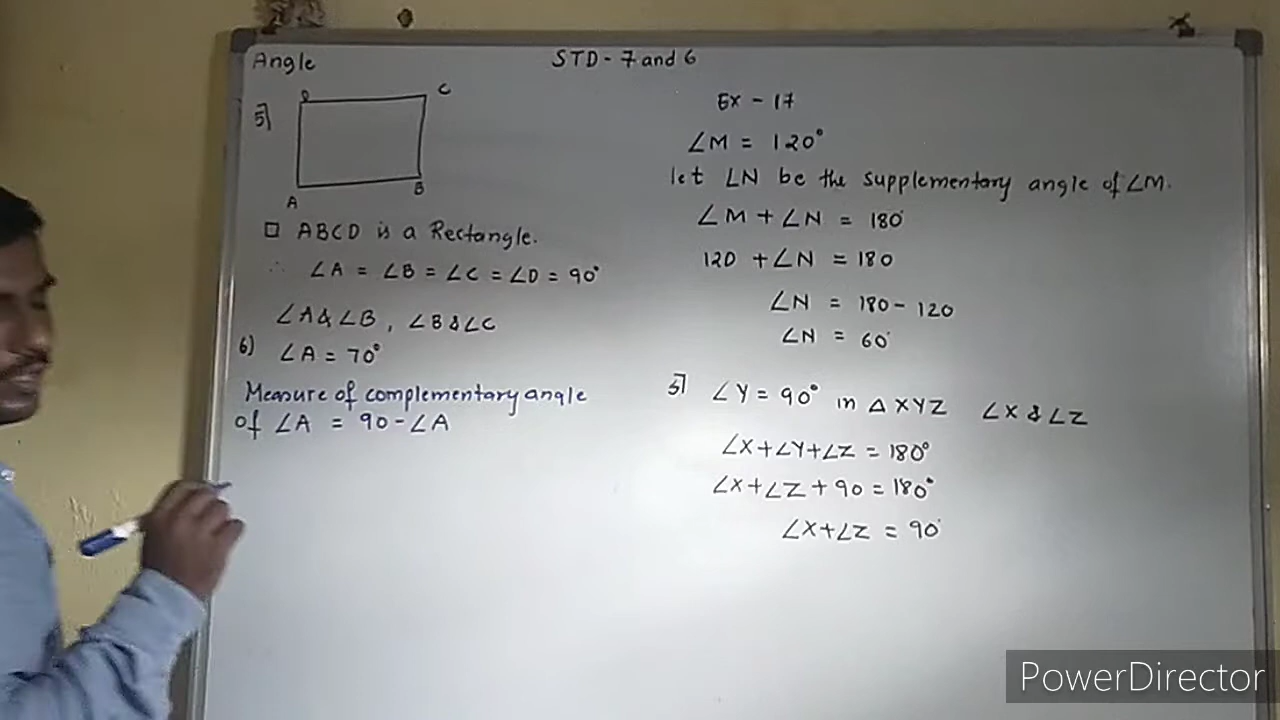 Angle
STD - 7 and 6
5]
D
C
A
B
□ ABCD is a Rectangle.
∴ ∠A = ∠B = ∠C = ∠D = 90°
∠A & ∠B , ∠B & ∠C
6) ∠A = 70°
Measure of complementary angle
of ∠A = 90 - ∠A
Ex - 17
∠M = 120°
let ∠N be the supplementary angle of ∠M.
∠M + ∠N = 180°
120 + ∠N = 180
∠N = 180 - 120
∠N = 60°
5] ∠Y = 90° in △XYZ ∠X & ∠Z
∠X + ∠Y + ∠Z = 180°
∠X + ∠Z + 90 = 180°
∠X + ∠Z = 90°
PowerDirector